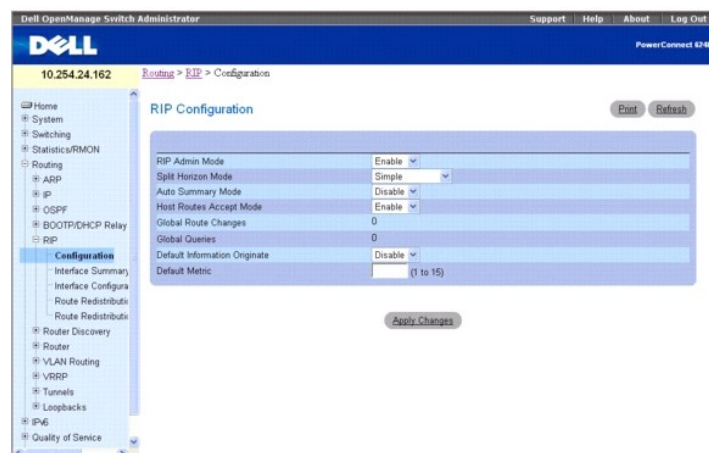 Dell OpenManage Switch Administrator
Support Help About Log Out
DELL
PowerConnect
10.254.24.162
Routing > RIP > Configuration
Home
System
Switching
Statistics/RMON
Routing
ARP
IP
OSPF
BOOTP/DHCP Relay
RIP
Configuration
Interface Summary
Interface Configura
Route Redistributi
Route Redistributi
Router Discovery
Router
VLAN Routing
VRRP
Tunnels
Loopbacks
IPv6
Quality of Service
RIP Configuration
Print Refresh
RIP Admin Mode Enable
Split Horizon Mode Simple
Auto Summary Mode Disable
Host Routes Accept Mode Enable
Global Route Changes 0
Global Queries 0
Default Information Originate Disable
Default Metric (1 to 15)
Apply Changes